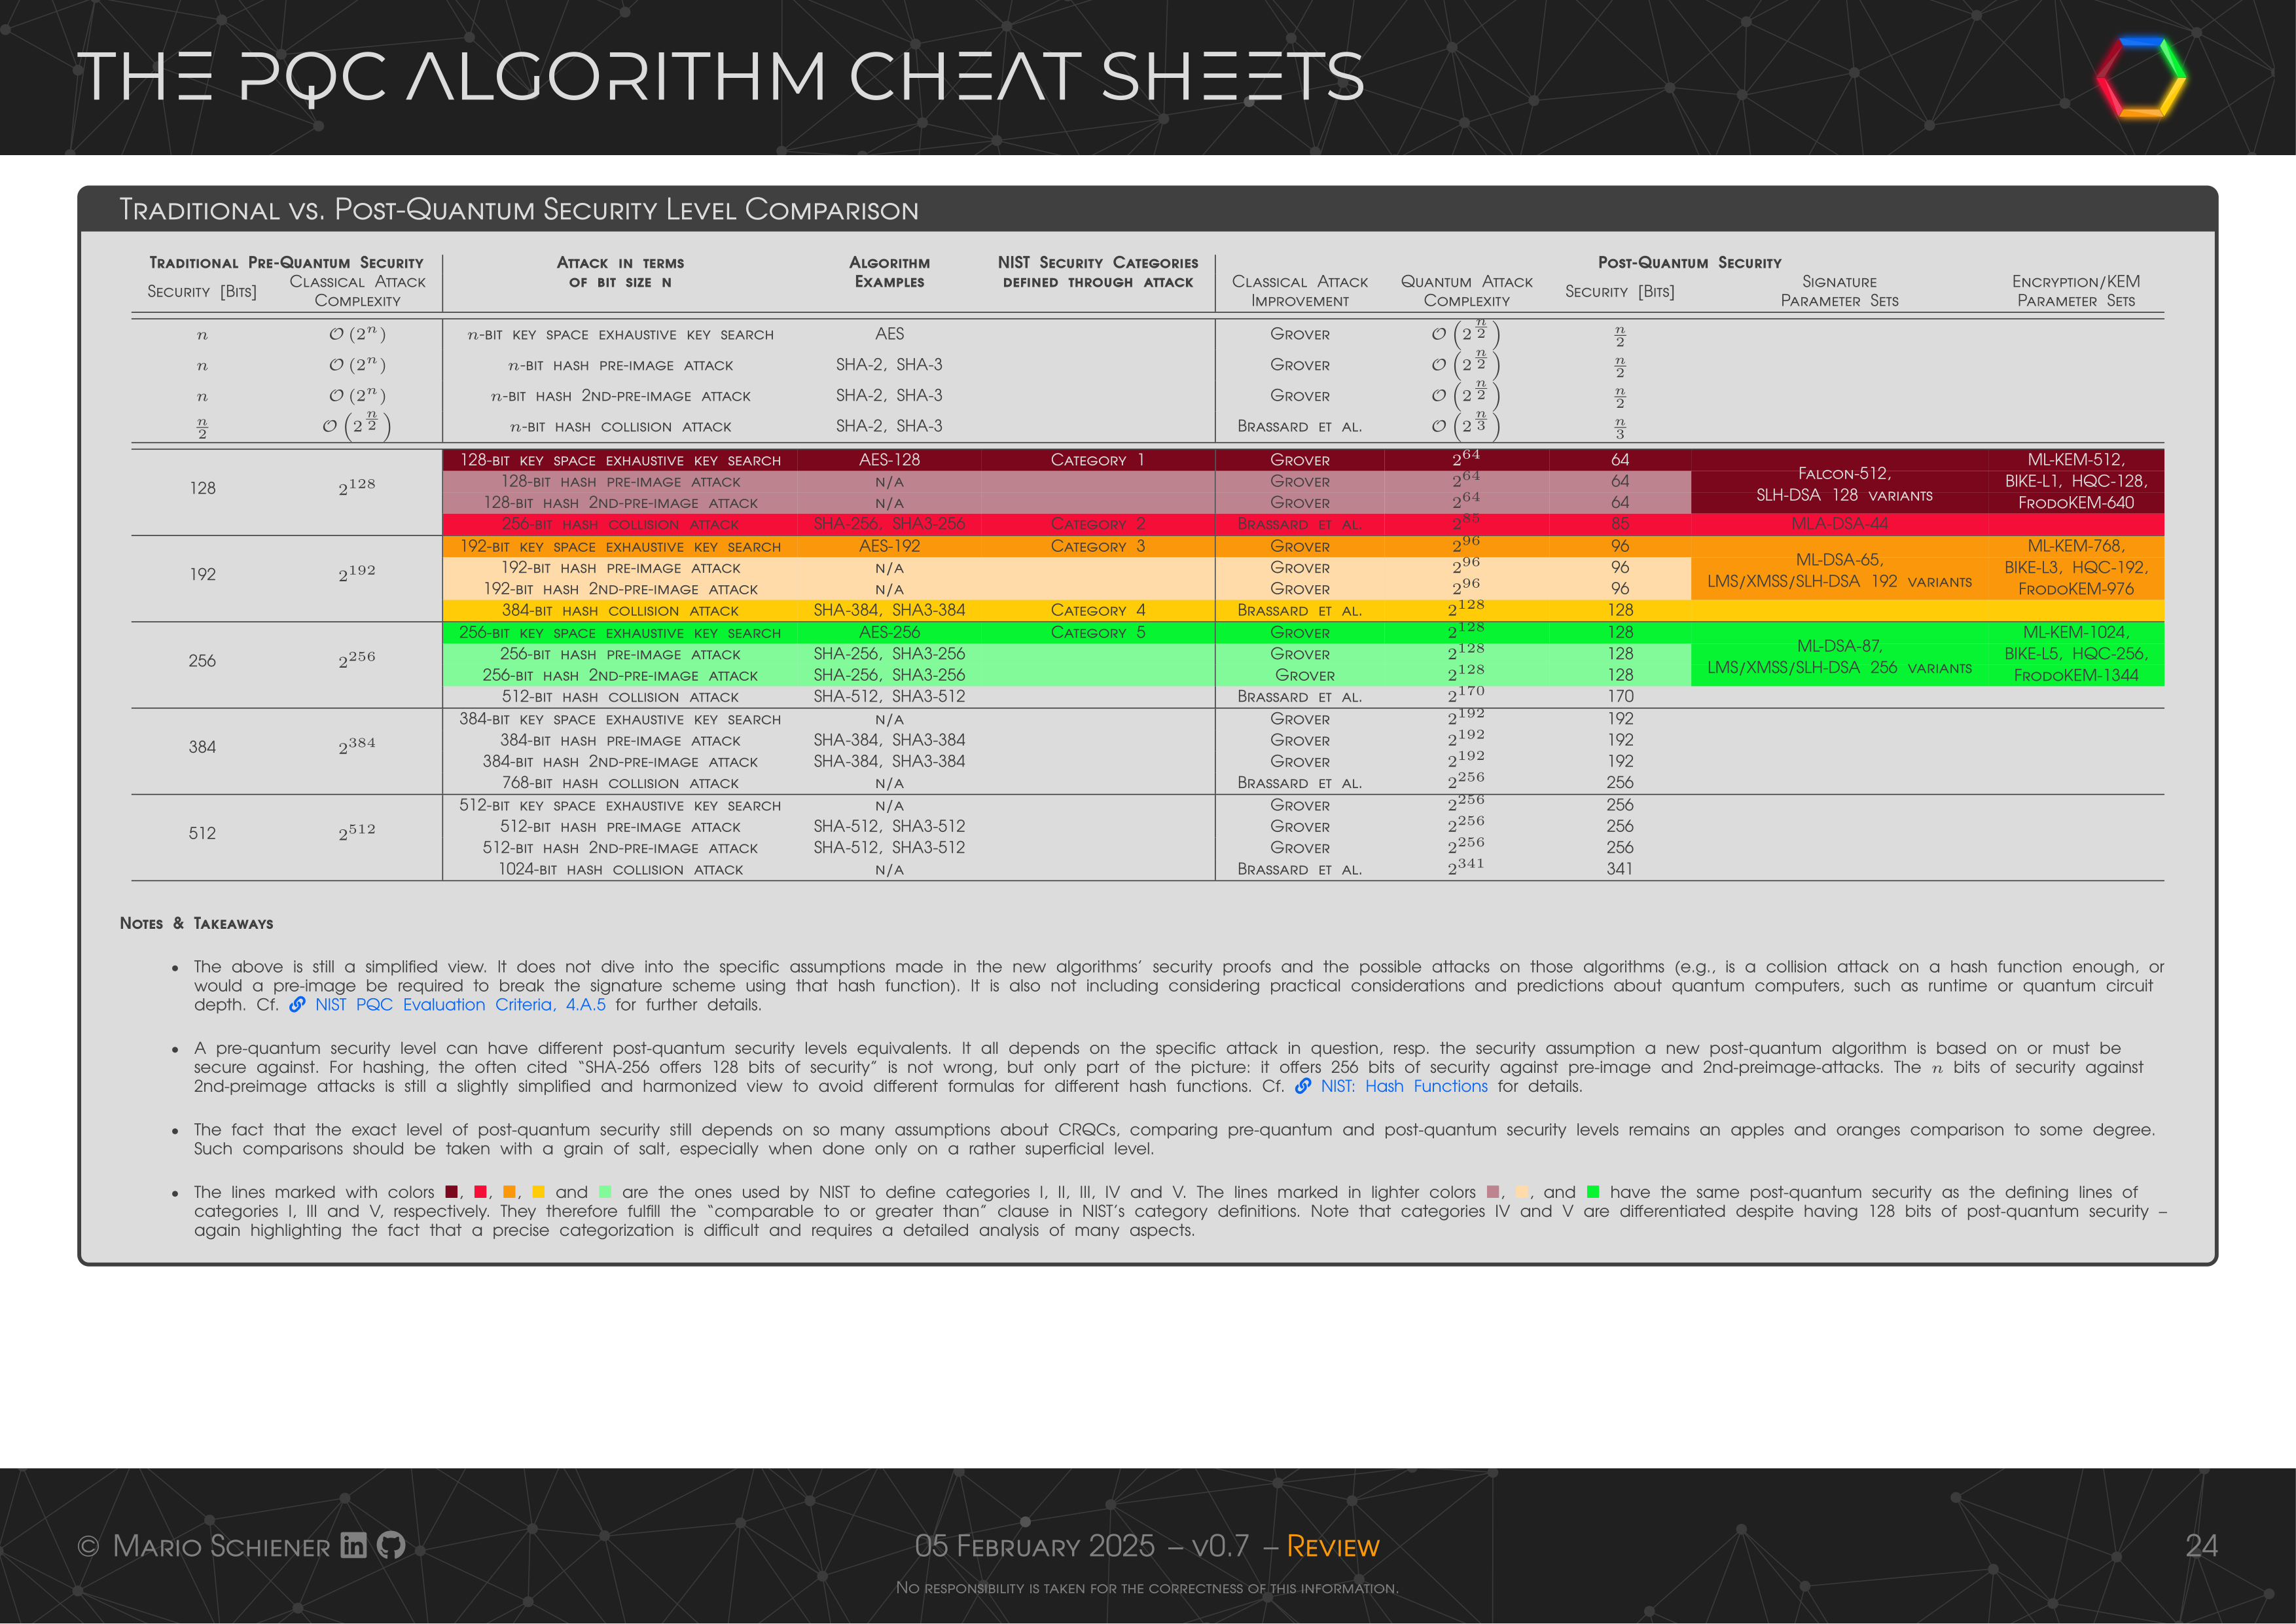 THE PQC ALGORITHM CHEAT SHEETS
Traditional vs. Post-Quantum Security Level Comparison
Traditional Pre-Quantum Security | Attack in terms of bit size n | Algorithm Examples | NIST Security Categories defined through attack | Post-Quantum Security
Security [Bits] | Classical Attack Complexity | Classical Attack Improvement | Quantum Attack Complexity | Security [Bits] | Signature Parameter Sets | Encryption/KEM Parameter Sets
n | O(2^n) | n-bit key space exhaustive key search | AES | Grover | O(2^(n/2)) | n/2
n | O(2^n) | n-bit hash pre-image attack | SHA-2, SHA-3 | Grover | O(2^(n/2)) | n/2
n | O(2^n) | n-bit hash 2nd-pre-image attack | SHA-2, SHA-3 | Grover | O(2^(n/2)) | n/2
n/2 | O(2^(n/2)) | n-bit hash collision attack | SHA-2, SHA-3 | Brassard et al. | O(2^(n/3)) | n/3
128 | 2^128 | 128-bit key space exhaustive key search | AES-128 | Category 1 | Grover | 2^64 | 64 | Falcon-512, SLH-DSA 128 variants | ML-KEM-512, BIKE-L1, HQC-128, FrodoKEM-640
128-bit hash pre-image attack | N/A | Grover | 2^64 | 64
128-bit hash 2nd-pre-image attack | N/A | Grover | 2^64 | 64
256-bit hash collision attack | SHA-256, SHA3-256 | Category 2 | Brassard et al. | 2^85 | 85 | MLA-DSA-44
192 | 2^192 | 192-bit key space exhaustive key search | AES-192 | Category 3 | Grover | 2^96 | 96 | ML-DSA-65, LMS/XMSS/SLH-DSA 192 variants | ML-KEM-768, BIKE-L3, HQC-192, FrodoKEM-976
192-bit hash pre-image attack | N/A | Grover | 2^96 | 96
192-bit hash 2nd-pre-image attack | N/A | Grover | 2^96 | 96
384-bit hash collision attack | SHA-384, SHA3-384 | Category 4 | Brassard et al. | 2^128 | 128
256 | 2^256 | 256-bit key space exhaustive key search | AES-256 | Category 5 | Grover | 2^128 | 128 | ML-DSA-87, LMS/XMSS/SLH-DSA 256 variants | ML-KEM-1024, BIKE-L5, HQC-256, FrodoKEM-1344
256-bit hash pre-image attack | SHA-256, SHA3-256 | Grover | 2^128 | 128
256-bit hash 2nd-pre-image attack | SHA-256, SHA3-256 | Grover | 2^128 | 128
512-bit hash collision attack | SHA-512, SHA3-512 | Brassard et al. | 2^170 | 170
384 | 2^384 | 384-bit key space exhaustive key search | N/A | Grover | 2^192 | 192
384-bit hash pre-image attack | SHA-384, SHA3-384 | Grover | 2^192 | 192
384-bit hash 2nd-pre-image attack | SHA-384, SHA3-384 | Grover | 2^192 | 192
768-bit hash collision attack | N/A | Brassard et al. | 2^256 | 256
512 | 2^512 | 512-bit key space exhaustive key search | N/A | Grover | 2^256 | 256
512-bit hash pre-image attack | SHA-512, SHA3-512 | Grover | 2^256 | 256
512-bit hash 2nd-pre-image attack | SHA-512, SHA3-512 | Grover | 2^256 | 256
1024-bit hash collision attack | N/A | Brassard et al. | 2^341 | 341
Notes & Takeaways
• The above is still a simplified view. It does not dive into the specific assumptions made in the new algorithms' security proofs and the possible attacks on those algorithms (e.g., is a collision attack on a hash function enough, or
would a pre-image be required to break the signature scheme using that hash function). It is also not including considering practical considerations and predictions about quantum computers, such as runtime or quantum circuit
depth. Cf. NIST PQC Evaluation Criteria, 4.A.5 for further details.
• A pre-quantum security level can have different post-quantum security levels equivalents. It all depends on the specific attack in question, resp. the security assumption a new post-quantum algorithm is based on or must be
secure against. For hashing, the often cited “SHA-256 offers 128 bits of security” is not wrong, but only part of the picture: it offers 256 bits of security against pre-image and 2nd-preimage-attacks. The n bits of security against
2nd-preimage attacks is still a slightly simplified and harmonized view to avoid different formulas for different hash functions. Cf. NIST: Hash Functions for details.
• The fact that the exact level of post-quantum security still depends on so many assumptions about CRQCs, comparing pre-quantum and post-quantum security levels remains an apples and oranges comparison to some degree.
Such comparisons should be taken with a grain of salt, especially when done only on a rather superficial level.
• The lines marked with colors , , , and are the ones used by NIST to define categories I, II, III, IV and V. The lines marked in lighter colors , , and have the same post-quantum security as the defining lines of
categories I, III and V, respectively. They therefore fulfill the “comparable to or greater than” clause in NIST's category definitions. Note that categories IV and V are differentiated despite having 128 bits of post-quantum security –
again highlighting the fact that a precise categorization is difficult and requires a detailed analysis of many aspects.
© Mario Schiener in
05 February 2025 – v0.7 – Review
24
No responsibility is taken for the correctness of this information.